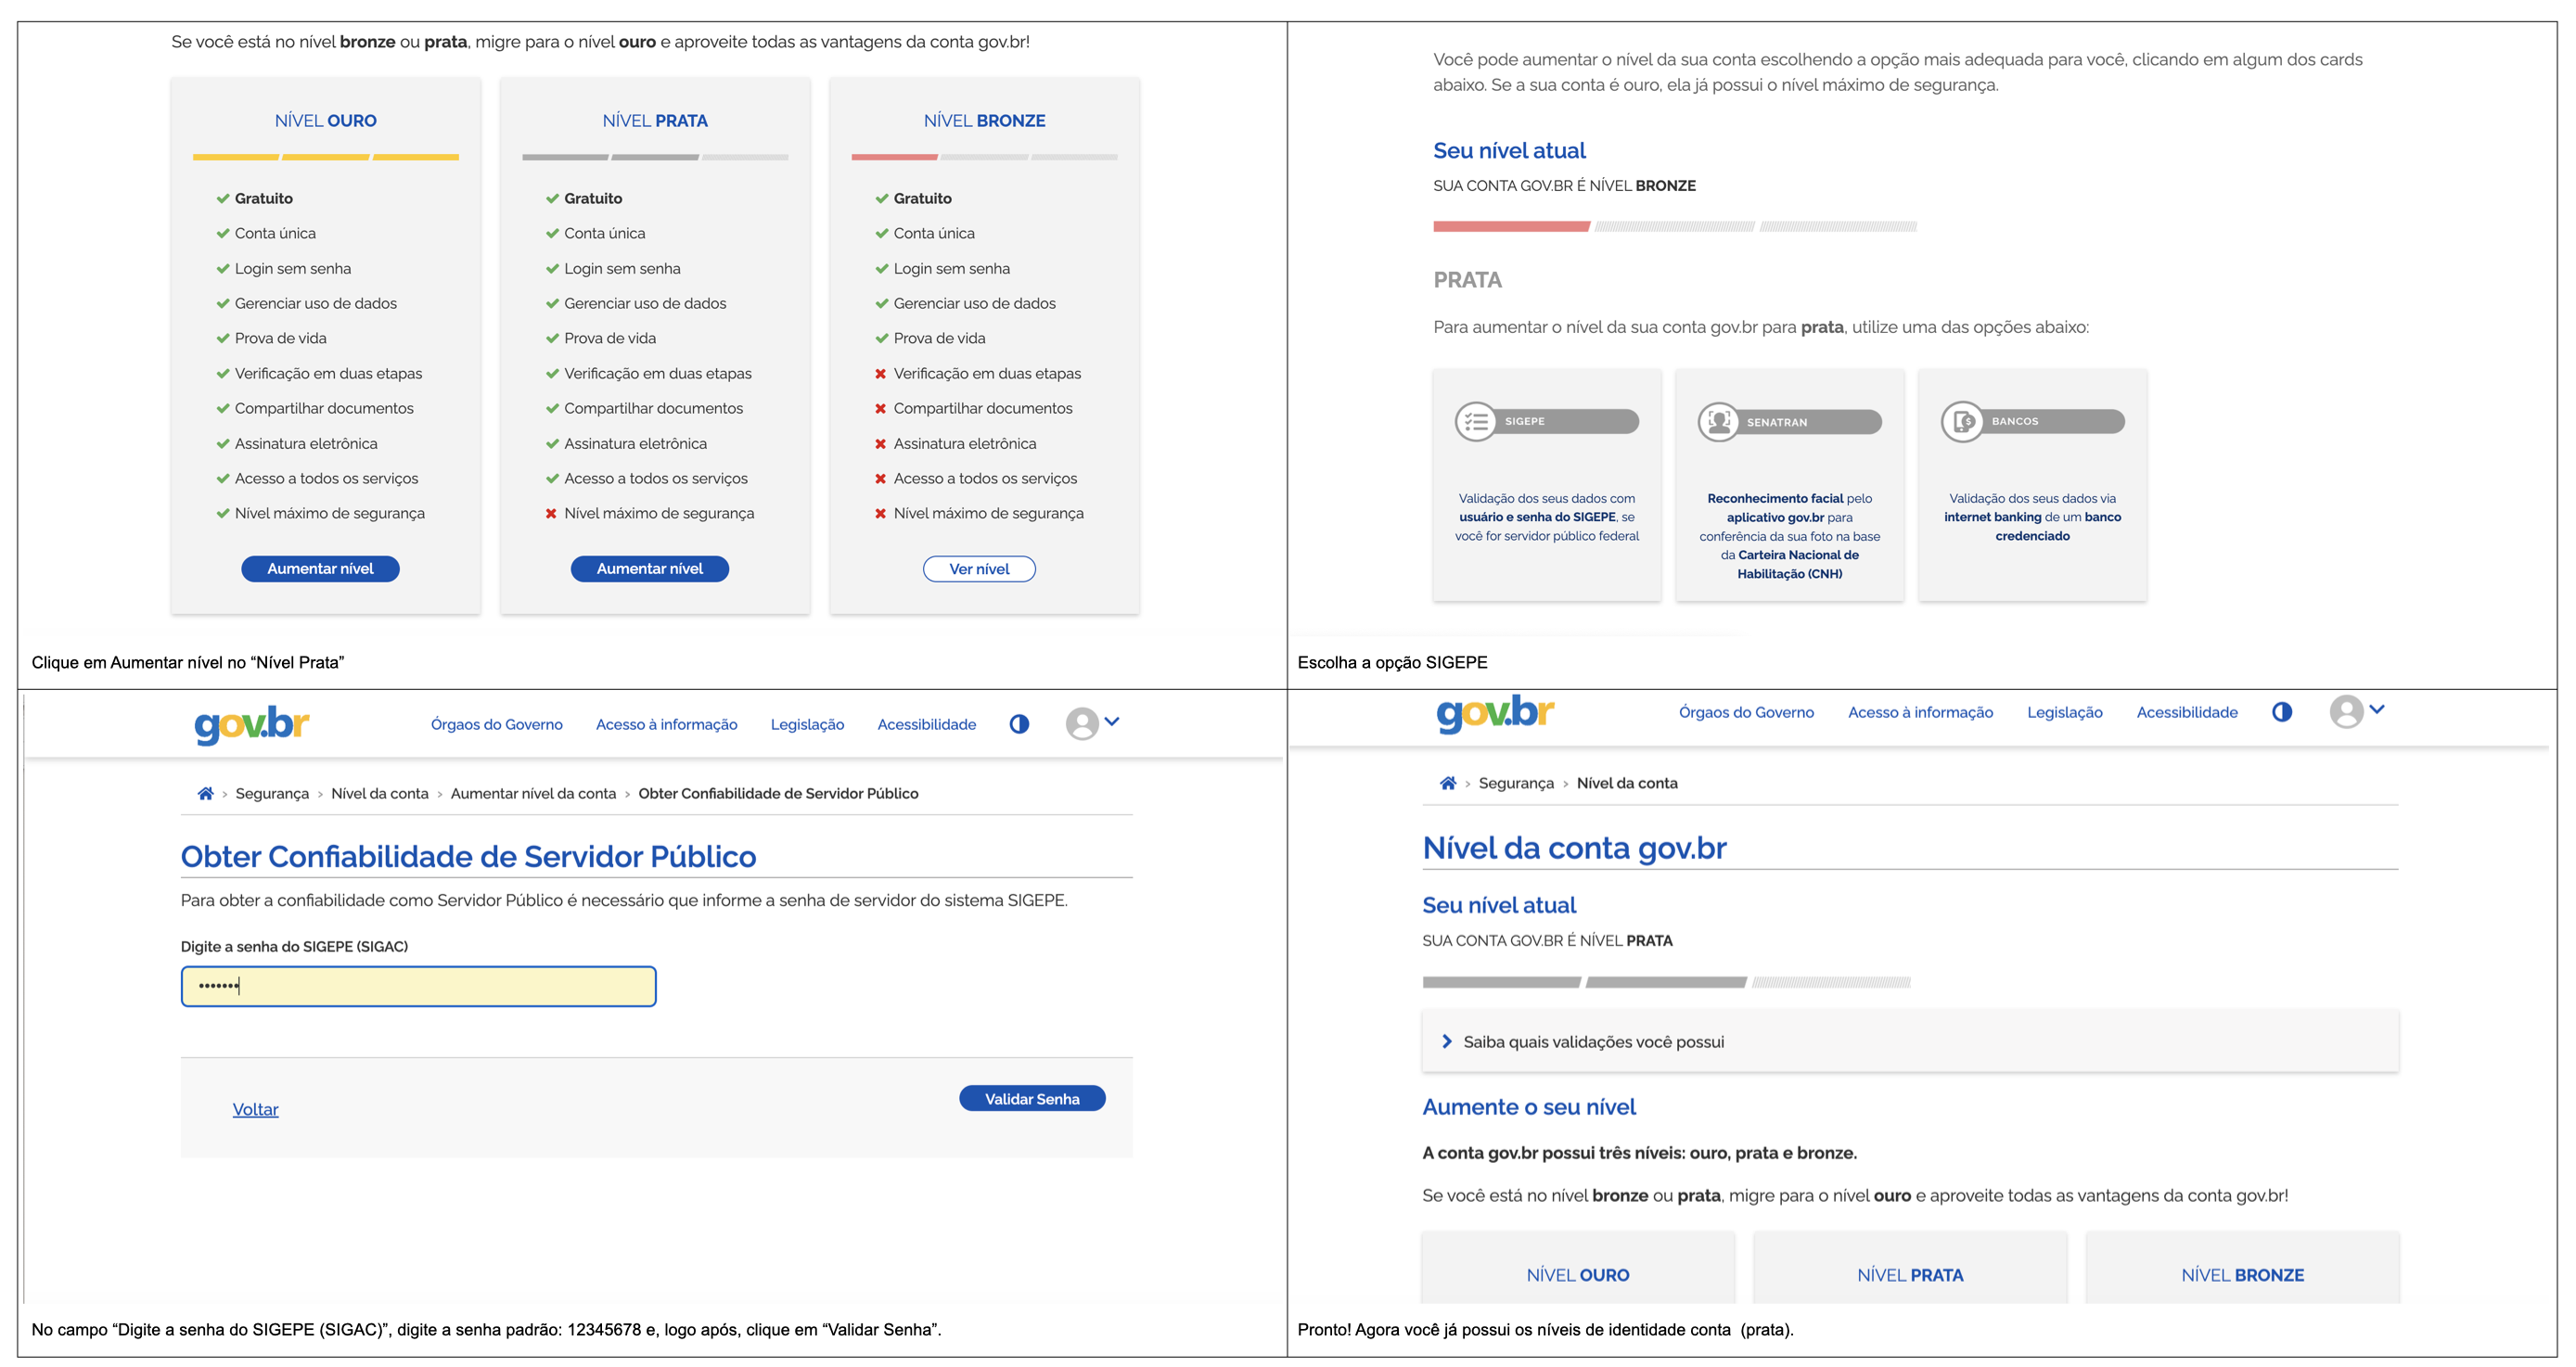 Se você está no nível bronze ou prata, migre para o nível ouro e aproveite todas as vantagens da conta gov.br!
NÍVEL OURO
Gratuito
Conta única
Login sem senha
Gerenciar uso de dados
Prova de vida
Verificação em duas etapas
Compartilhar documentos
Assinatura eletrônica
Acesso a todos os serviços
Nível máximo de segurança
Aumentar nível
NÍVEL PRATA
Gratuito
Conta única
Login sem senha
Gerenciar uso de dados
Prova de vida
Verificação em duas etapas
Compartilhar documentos
Assinatura eletrônica
Acesso a todos os serviços
Nível máximo de segurança
Aumentar nível
NÍVEL BRONZE
Gratuito
Conta única
Login sem senha
Gerenciar uso de dados
Prova de vida
Verificação em duas etapas
Compartilhar documentos
Assinatura eletrônica
Acesso a todos os serviços
Nível máximo de segurança
Ver nível
Clique em Aumentar nível no “Nível Prata”
Você pode aumentar o nível da sua conta escolhendo a opção mais adequada para você, clicando em algum dos cards
abaixo. Se a sua conta é ouro, ela já possui o nível máximo de segurança.
Seu nível atual
SUA CONTA GOV.BR É NÍVEL BRONZE
PRATA
Para aumentar o nível da sua conta gov.br para prata, utilize uma das opções abaixo:
SIGEPE
Validação dos seus dados com
usuário e senha do SIGEPE, se
você for servidor público federal
SENATRAN
Reconhecimento facial pelo
aplicativo gov.br para
conferência da sua foto na base
da Carteira Nacional de
Habilitação (CNH)
BANCOS
Validação dos seus dados via
internet banking de um banco
credenciado
Escolha a opção SIGEPE
gov.br
Órgaos do Governo Acesso à informação Legislação Acessibilidade
Segurança > Nível da conta > Aumentar nível da conta > Obter Confiabilidade de Servidor Público
Obter Confiabilidade de Servidor Público
Para obter a confiabilidade como Servidor Público é necessário que informe a senha de servidor do sistema SIGEPE.
Digite a senha do SIGEPE (SIGAC)
•••••••
Voltar
Validar Senha
No campo “Digite a senha do SIGEPE (SIGAC)”, digite a senha padrão: 12345678 e, logo após, clique em “Validar Senha”.
gov.br
Órgaos do Governo Acesso à informação Legislação Acessibilidade
Segurança > Nível da conta
Nível da conta gov.br
Seu nível atual
SUA CONTA GOV.BR É NÍVEL PRATA
Saiba quais validações você possui
Aumente o seu nível
A conta gov.br possui três níveis: ouro, prata e bronze.
Se você está no nível bronze ou prata, migre para o nível ouro e aproveite todas as vantagens da conta gov.br!
NÍVEL OURO
NÍVEL PRATA
NÍVEL BRONZE
Pronto! Agora você já possui os níveis de identidade conta (prata).